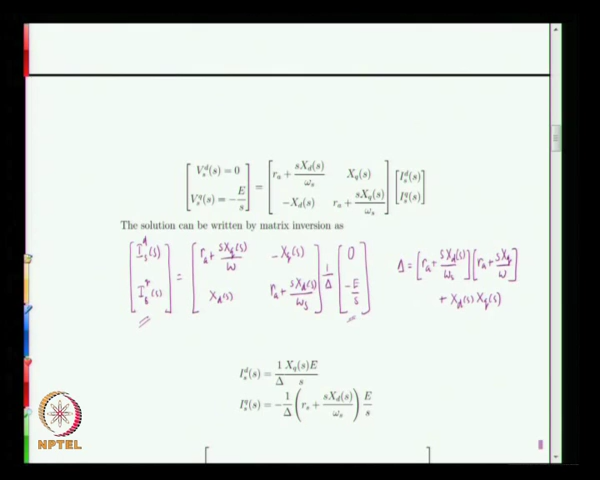 [ V_s^d(s) = 0 ; V_s^q(s) = -E/s ] = [ r_a + sX_d(s)/ω_s  X_q(s) ; -X_d(s)  r_a + sX_q(s)/ω_s ] [ I_s^d(s) ; I_s^q(s) ]
The solution can be written by matrix inversion as
[ I_s^d(s) ; I_s^q(s) ] = [ r_a + sX_q(s)/ω  -X_q(s) ; X_d(s)  r_a + sX_d(s)/ω_s ] 1/Δ [ 0 ; -E/s ]
Δ = [r_a + sX_d(s)/ω_s] [r_a + sX_q/ω]
+ X_d(s) X_q(s)
I_s^d(s) = 1/Δ X_q(s)E/s
I_s^q(s) = -1/Δ (r_a + sX_d(s)/ω_s) E/s
NPTEL